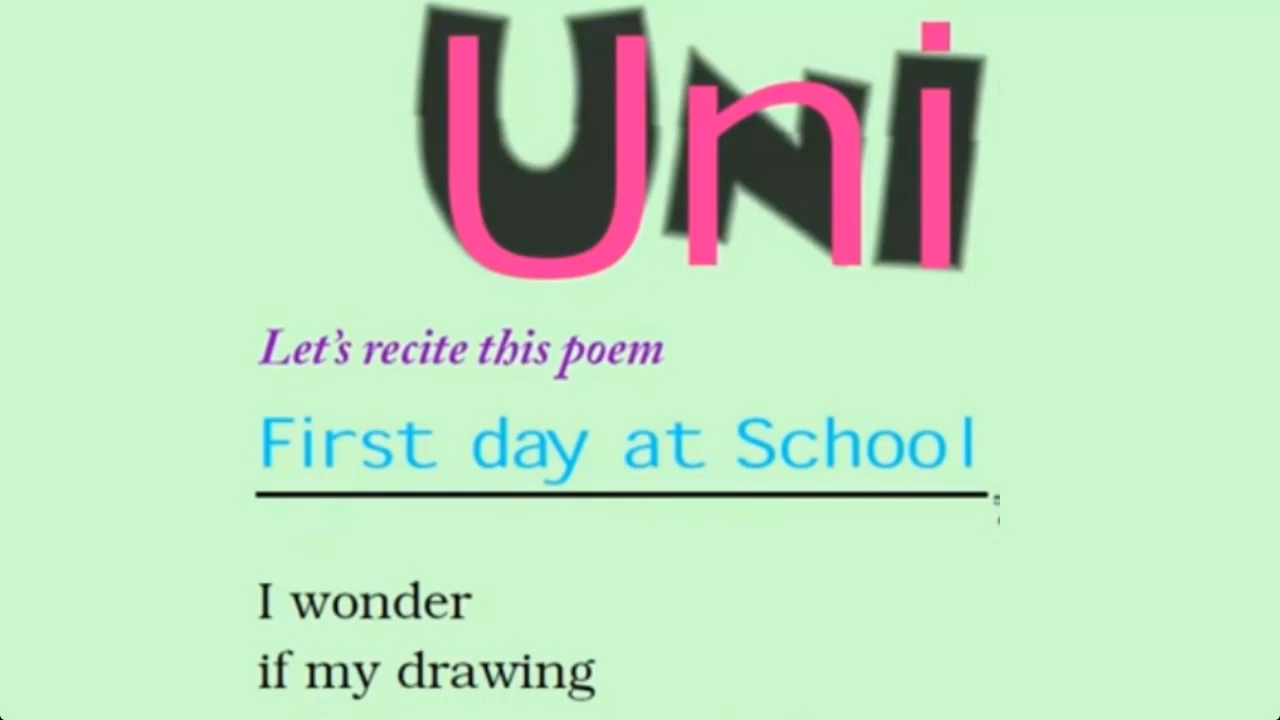 Uni
Let's recite this poem
First day at School
I wonder
if my drawing